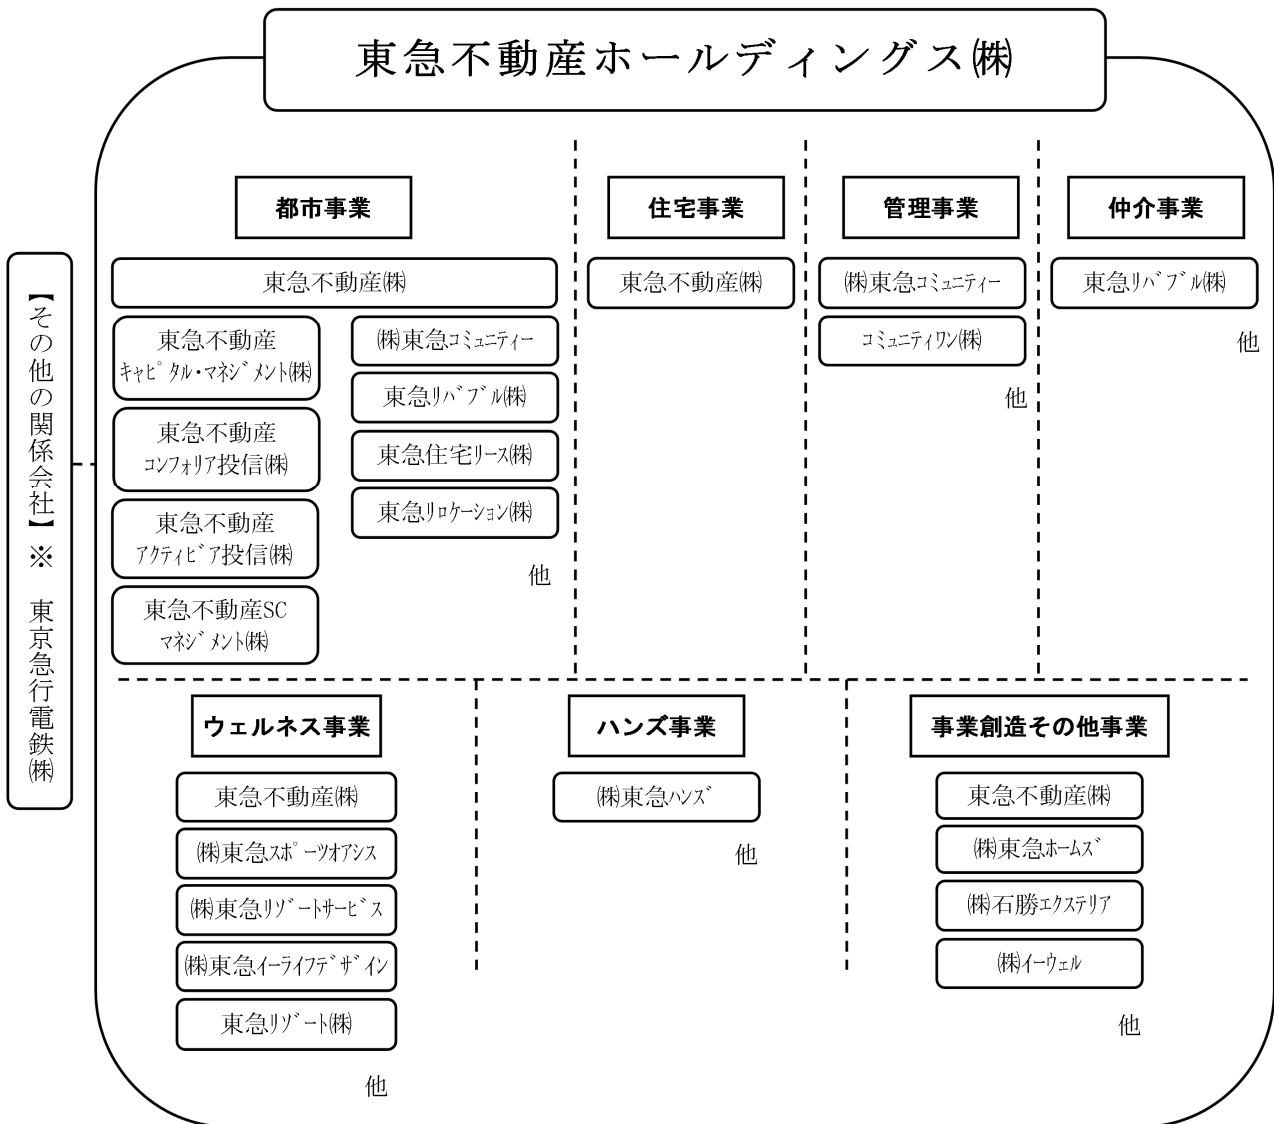 東急不動産ホールディングス㈱
【その他の関係会社】※　東京急行電鉄㈱
都市事業
東急不動産㈱
東急不動産
ｷｬﾋﾟﾀﾙ・ﾏﾈｼﾞﾒﾝﾄ㈱
東急不動産
ｺﾝﾌｫﾘｱ投信㈱
東急不動産
ｱｸﾃｨﾋﾞｱ投信㈱
東急不動産SC
ﾏﾈｼﾞﾒﾝﾄ㈱
㈱東急ｺﾐｭﾆﾃｨｰ
東急ﾘﾊﾞﾌﾞﾙ㈱
東急住宅ﾘｰｽ㈱
東急ﾘﾛｹｰｼｮﾝ㈱
他
住宅事業
東急不動産㈱
管理事業
㈱東急ｺﾐｭﾆﾃｨｰ
ｺﾐｭﾆﾃｨﾜﾝ㈱
他
仲介事業
東急ﾘﾊﾞﾌﾞﾙ㈱
他
ウェルネス事業
東急不動産㈱
㈱東急ｽﾎﾟｰﾂｵｱｼｽ
㈱東急ﾘｿﾞｰﾄｻｰﾋﾞｽ
㈱東急ｲｰﾗｲﾌﾃﾞｻﾞｲﾝ
東急ﾘｿﾞｰﾄ㈱
他
ハンズ事業
㈱東急ﾊﾝｽﾞ
他
事業創造その他事業
東急不動産㈱
㈱東急ﾎｰﾑｽﾞ
㈱石勝ｴｸｽﾃﾘｱ
㈱ｲｰｳｪﾙ
他